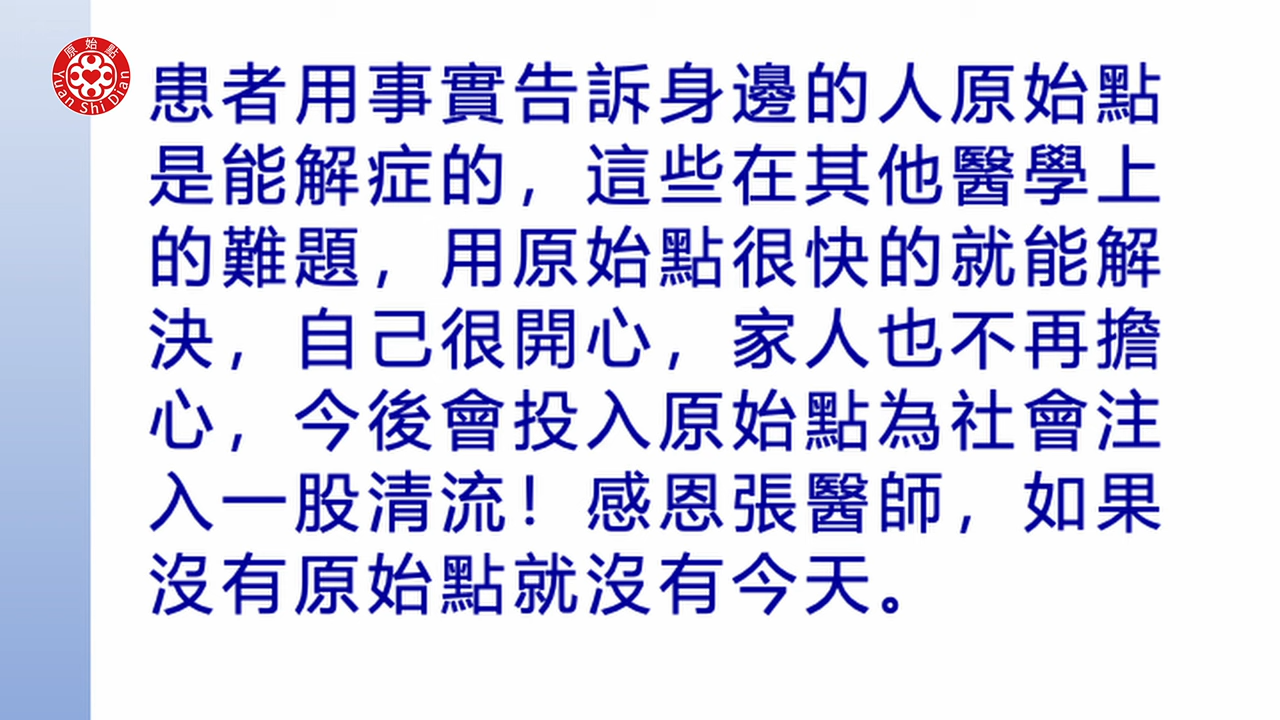 原始點
Yuan Shi Dian
患者用事實告訴身邊的人原始點
是能解症的，這些在其他醫學上
的難題，用原始點很快的就能解
決，自己很開心，家人也不再擔
心，今後會投入原始點為社會注
入一股清流！感恩張醫師，如果
沒有原始點就沒有今天。